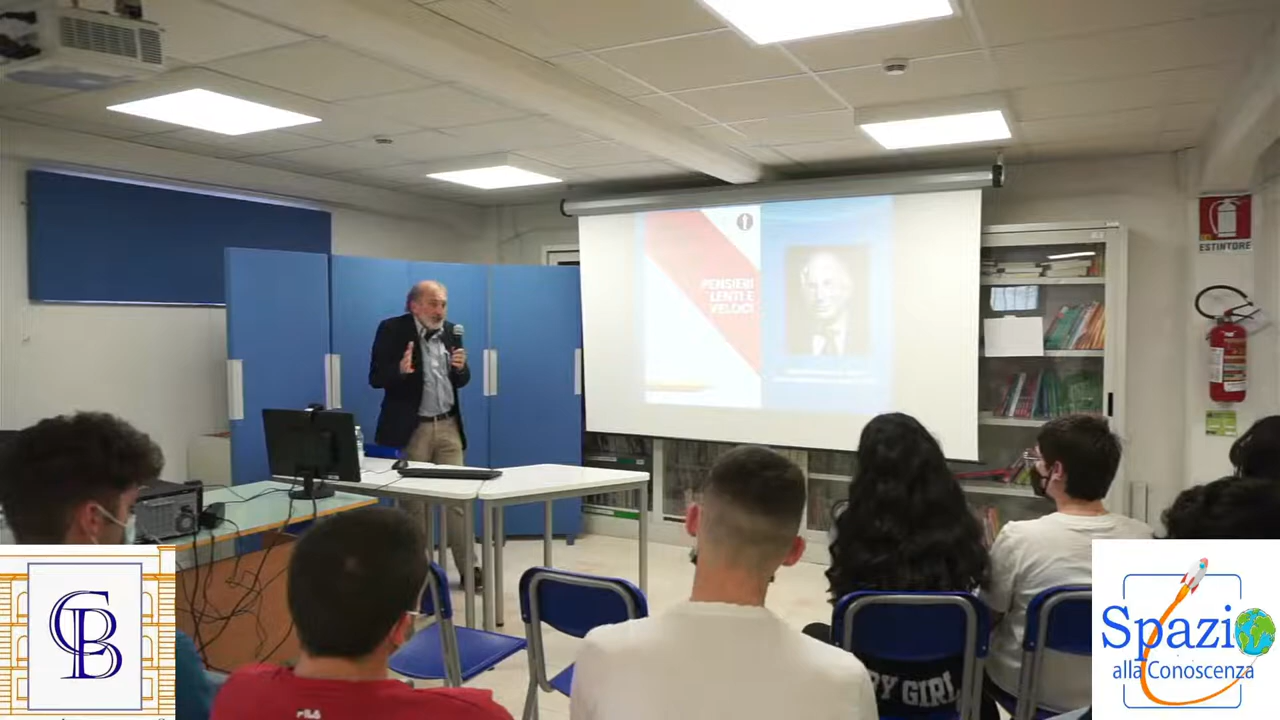 ESTINTORE
PENSIERI
LENTI E
VELOCI
RY GIRL
FILA
CB
Spazio
alla Conoscenza